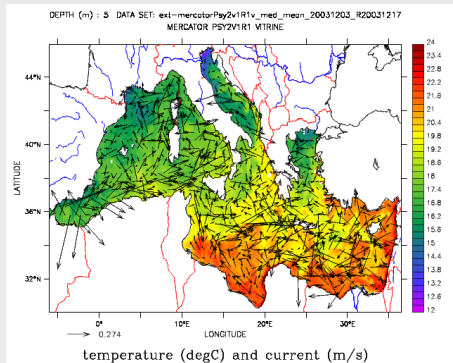 DEPTH (m) : 5 DATA SET: ext-mercatorPsy2v1R1v_med_mean_20031203_R20031217
MERCATOR PSY2V1R1 VITRINE
44°N
40°N
36°N
32°N
LATITUDE
0°
10°E
20°E
30°E
LONGITUDE
0.274
24
23.4
22.8
22.2
21.6
21
20.4
19.8
19.2
18.6
18
17.4
16.8
16.2
15.6
15
14.4
13.8
13.2
12.6
12
temperature (degC) and current (m/s)